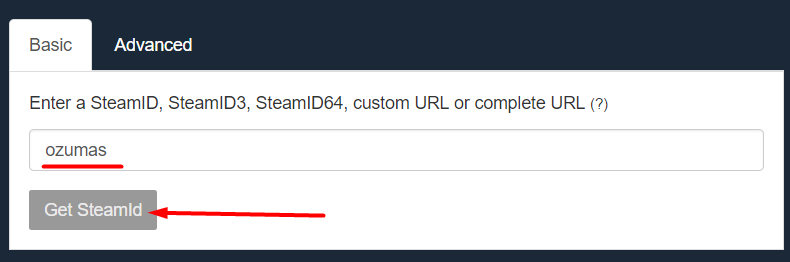 Basic Advanced
Enter a SteamID, SteamID3, SteamID64, custom URL or complete URL (?)
ozumas
Get SteamId